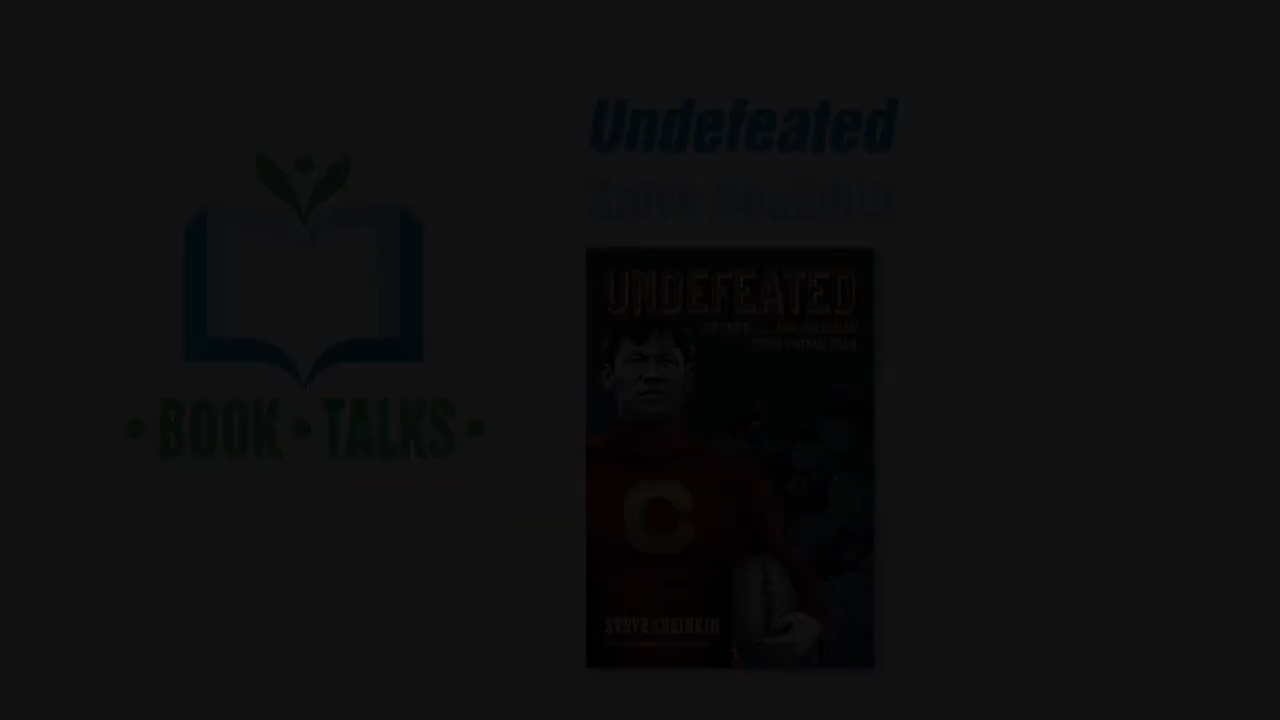 Undefeated
Steve Sheinkin
• BOOK • TALKS •
UNDEFEATED
STEVE SHEINKIN